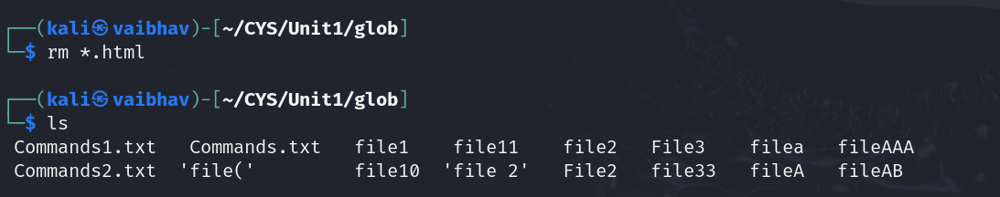 ┌──(kali㉿vaibhav)-[~/CYS/Unit1/glob]
└─$ rm *.html
┌──(kali㉿vaibhav)-[~/CYS/Unit1/glob]
└─$ ls
Commands1.txt   Commands.txt   file1    file11    file2   File3    filea   fileAAA
Commands2.txt  'file('         file10  'file 2'   File2   file33   fileA   fileAB